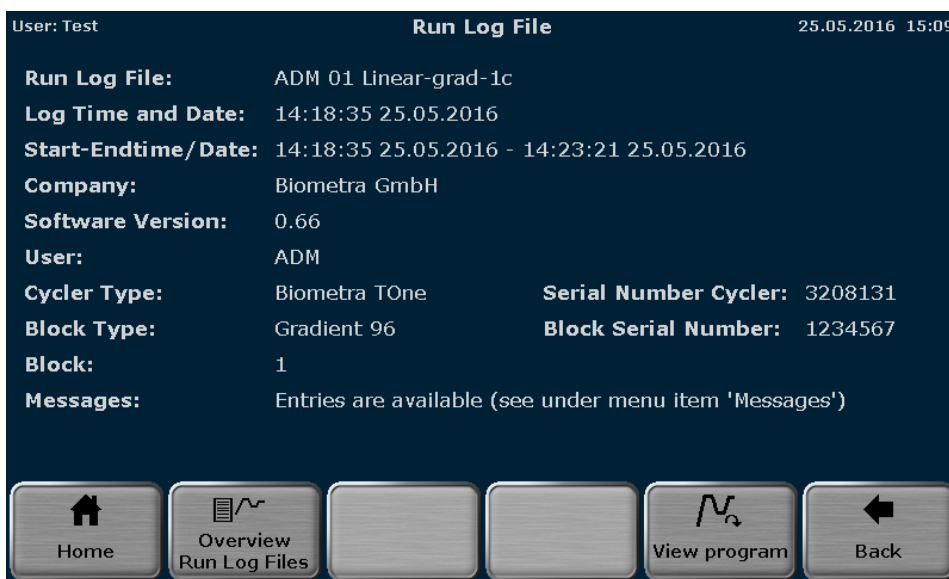 User: Test Run Log File 25.05.2016 15:09
Run Log File: ADM 01 Linear-grad-1c
Log Time and Date: 14:18:35 25.05.2016
Start-Endtime/Date: 14:18:35 25.05.2016 - 14:23:21 25.05.2016
Company: Biometra GmbH
Software Version: 0.66
User: ADM
Cycler Type: Biometra TOne Serial Number Cycler: 3208131
Block Type: Gradient 96 Block Serial Number: 1234567
Block: 1
Messages: Entries are available (see under menu item 'Messages')
Home
Overview
Run Log Files
View program
Back